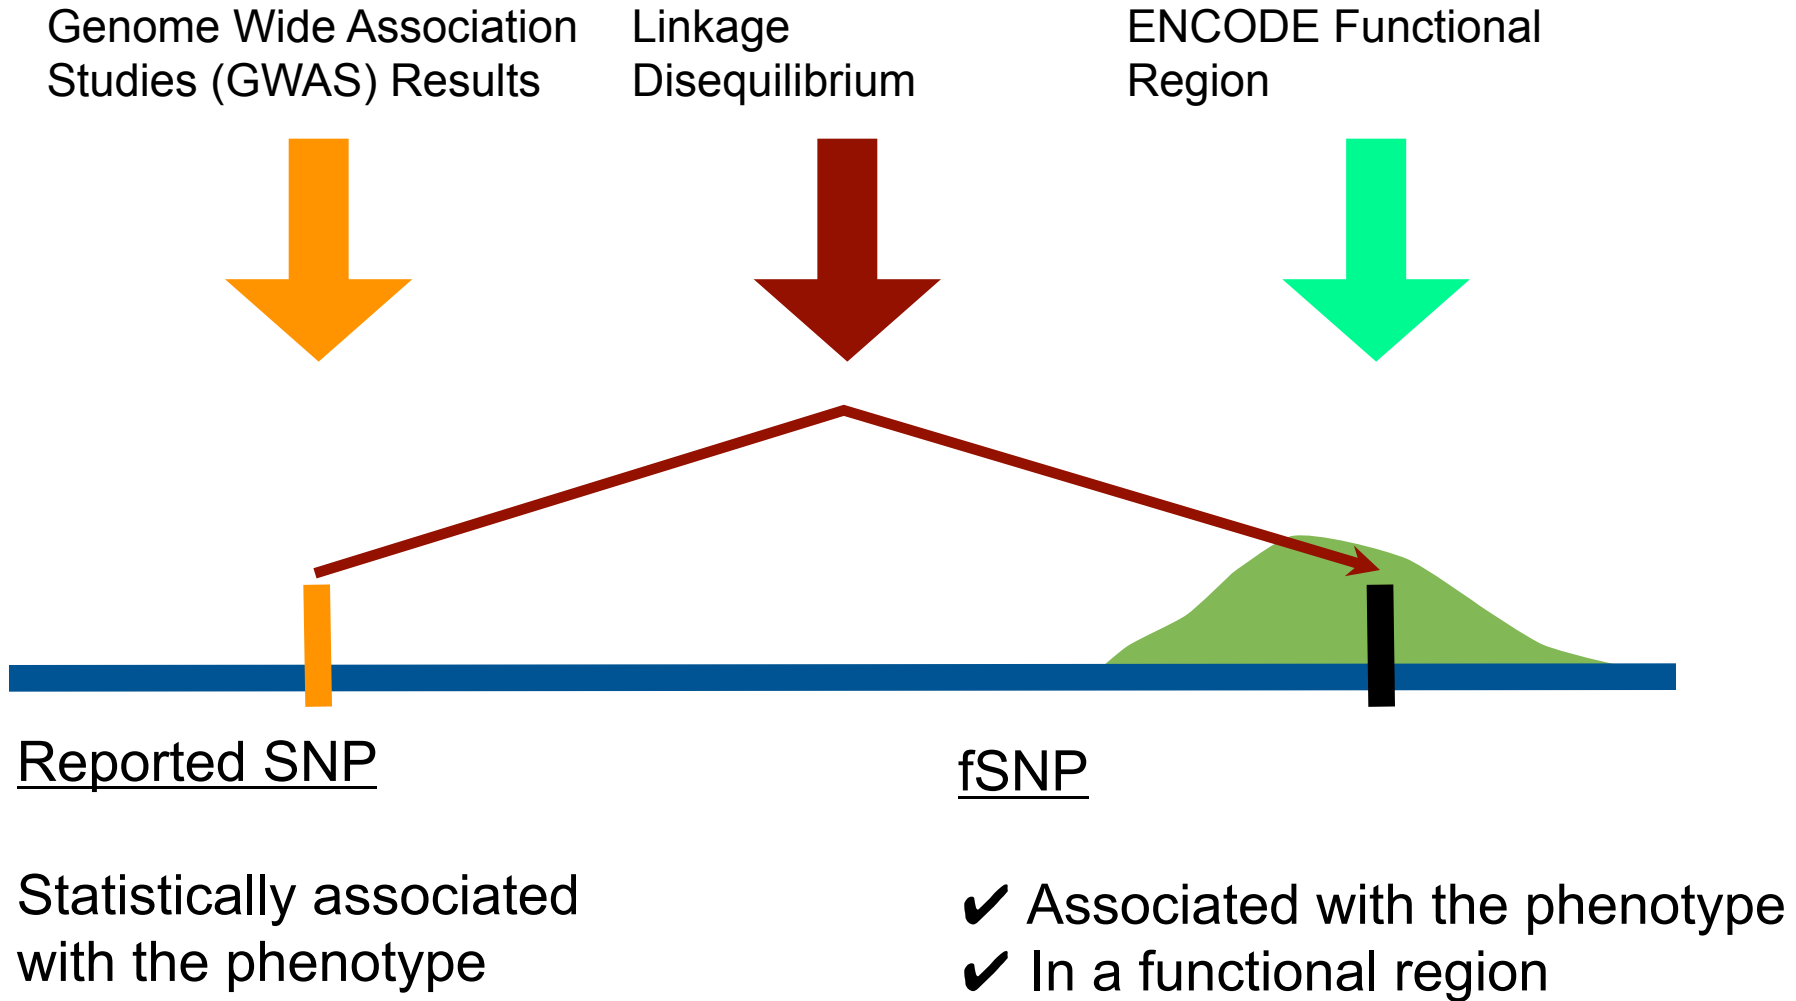 Genome Wide Association
Studies (GWAS) Results
Linkage
Disequilibrium
ENCODE Functional
Region
Reported SNP
Statistically associated
with the phenotype
fSNP
✔ Associated with the phenotype
✔ In a functional region